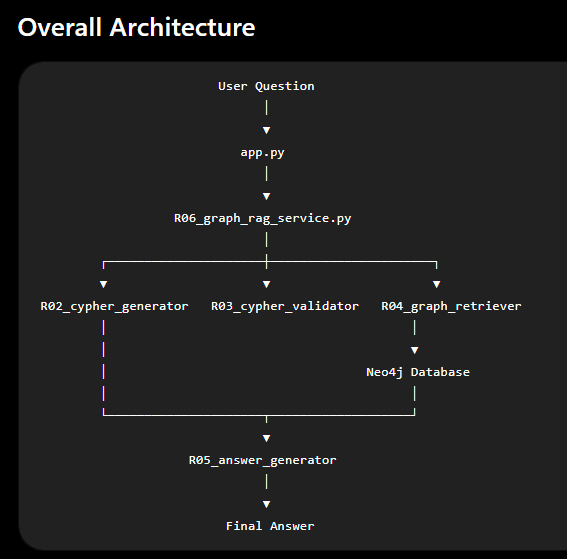 Overall Architecture
User Question
app.py
R06_graph_rag_service.py
R02_cypher_generator R03_cypher_validator R04_graph_retriever
Neo4j Database
R05_answer_generator
Final Answer